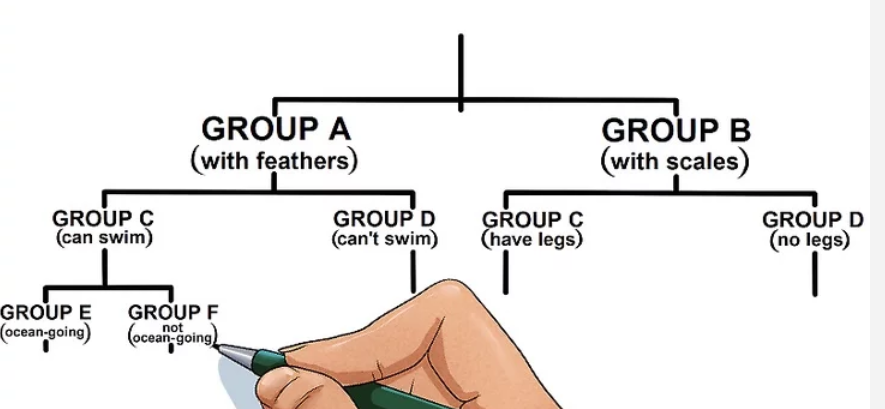 GROUP A
(with feathers)
GROUP B
(with scales)
GROUP C
(can swim)
GROUP D
(can't swim)
GROUP C
(have legs)
GROUP D
(no legs)
GROUP E
(ocean-going)
GROUP F
not
(ocean-going)